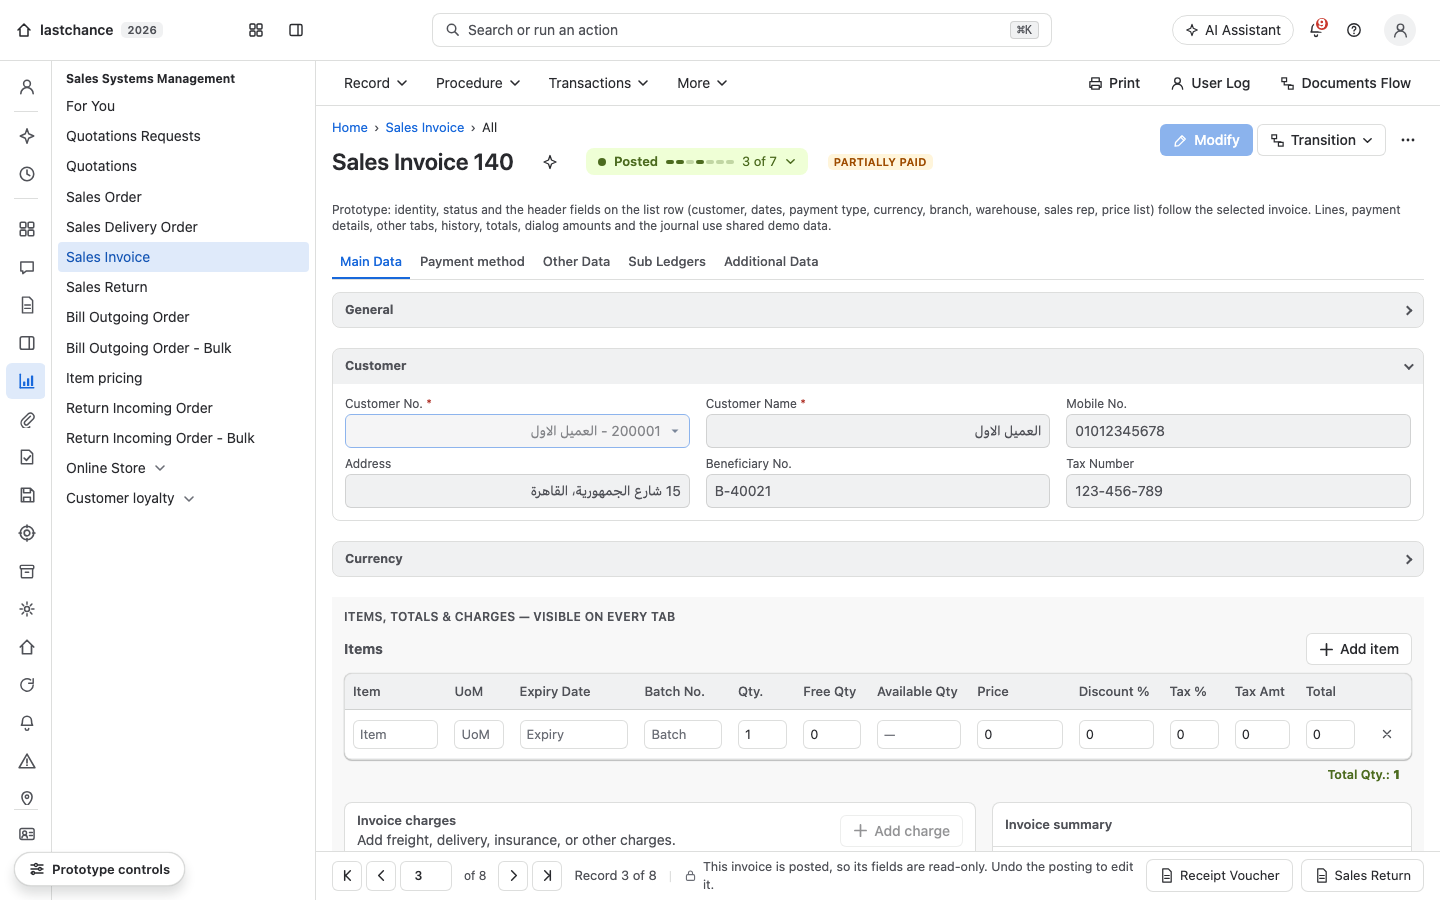 lastchance 2026
Search or run an action ⌘K
AI Assistant
9
Sales Systems Management
For You
Quotations Requests
Quotations
Sales Order
Sales Delivery Order
Sales Invoice
Sales Return
Bill Outgoing Order
Bill Outgoing Order - Bulk
Item pricing
Return Incoming Order
Return Incoming Order - Bulk
Online Store
Customer loyalty
Prototype controls
Record Procedure Transactions More Print User Log Documents Flow
Home › Sales Invoice › All
Sales Invoice 140 Posted 3 of 7 PARTIALLY PAID
Modify Transition
Prototype: identity, status and the header fields on the list row (customer, dates, payment type, currency, branch, warehouse, sales rep, price list) follow the selected invoice. Lines, payment
details, other tabs, history, totals, dialog amounts and the journal use shared demo data.
Main Data Payment method Other Data Sub Ledgers Additional Data
General
Customer
Customer No. * Customer Name * Mobile No.
200001 - العميل الاول العميل الاول 01012345678
Address Beneficiary No. Tax Number
15 شارع الجمهورية، القاهرة B-40021 123-456-789
Currency
ITEMS, TOTALS & CHARGES — VISIBLE ON EVERY TAB
Items Add item
Item UoM Expiry Date Batch No. Qty. Free Qty Available Qty Price Discount % Tax % Tax Amt Total
Item UoM Expiry Batch 1 0 — 0 0 0 0 0
Total Qty.: 1
Invoice charges
Add freight, delivery, insurance, or other charges.
Add charge
Invoice summary
3 of 8 Record 3 of 8
This invoice is posted, so its fields are read-only. Undo the posting to edit
it.
Receipt Voucher Sales Return